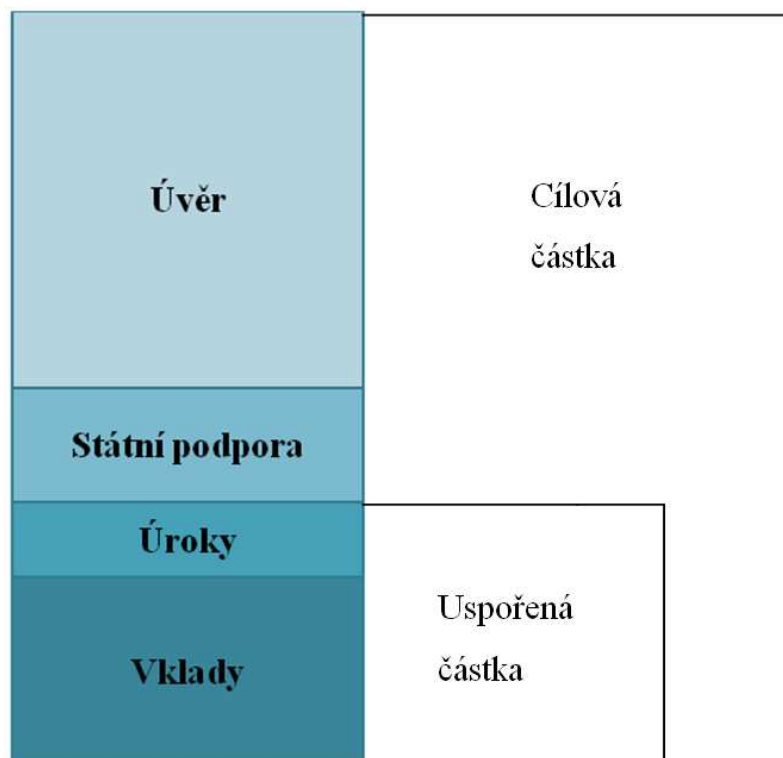 Úvěr
Cílová
částka
Státní podpora
Úroky
Uspořená
částka
Vklady